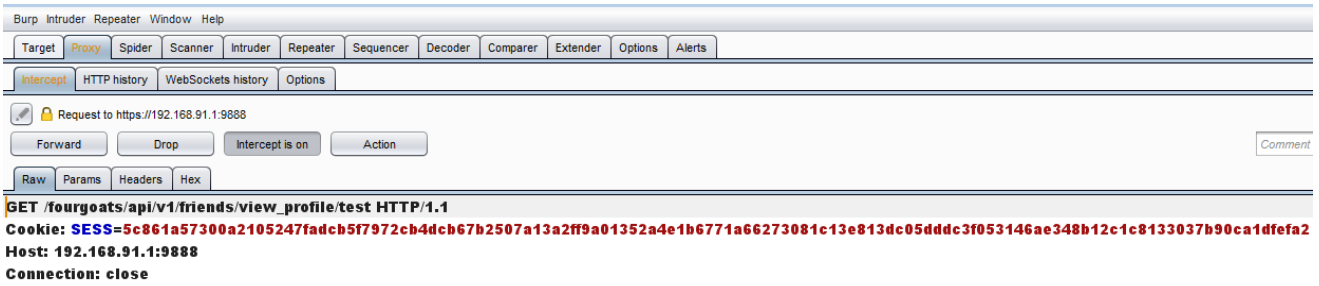 Burp Intruder Repeater Window Help
Target Proxy Spider Scanner Intruder Repeater Sequencer Decoder Comparer Extender Options Alerts
Intercept HTTP history WebSockets history Options
Request to https://192.168.91.1:9888
Forward Drop Intercept is on Action Comment
Raw Params Headers Hex
GET /fourgoats/api/v1/friends/view_profile/test HTTP/1.1
Cookie: SESS=5c861a57300a2105247fadcb5f7972cb4dcb67b2507a13a2ff9a01352a4e1b6771a66273081c13e813dc05dddc3f053146ae348b12c1c8133037b90ca1dfefa2
Host: 192.168.91.1:9888
Connection: close